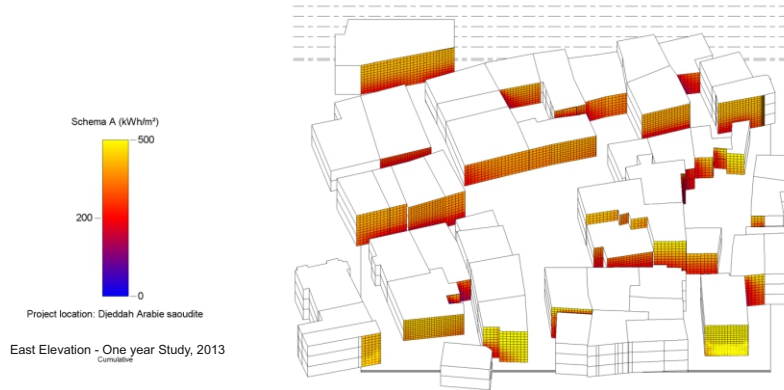 Schema A (kWh/m²)
500
200
0
Project location: Djeddah Arabie saoudite
East Elevation - One year Study, 2013
Cumulative